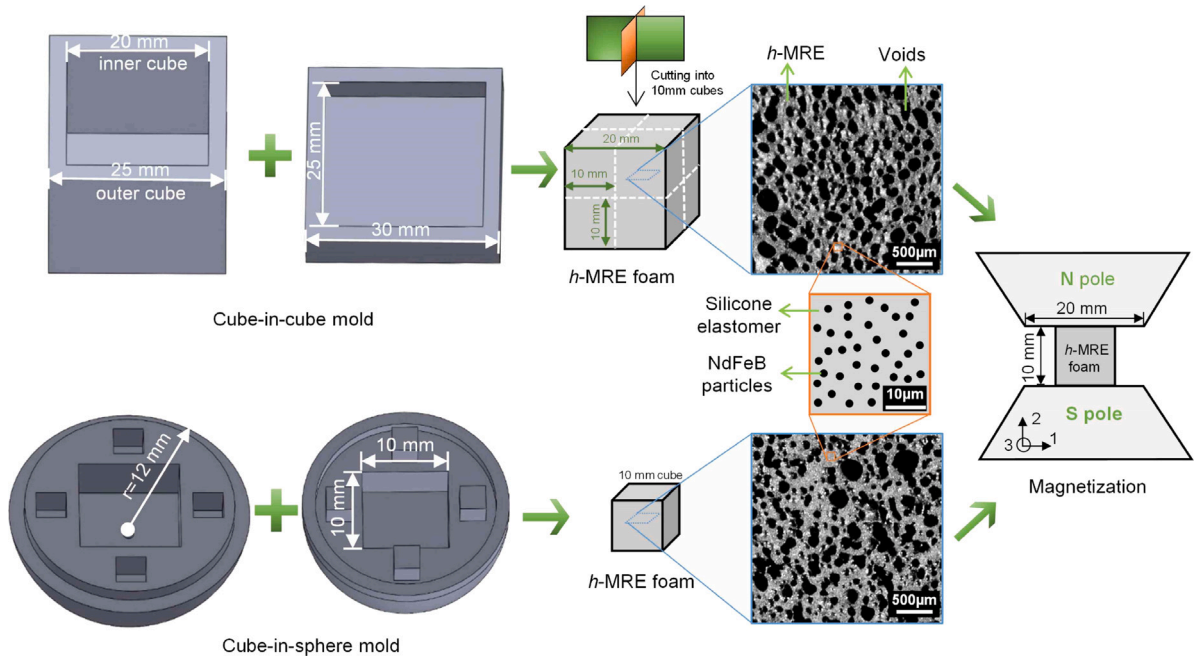 20 mm
inner cube
25 mm
outer cube
25 mm
30 mm
Cube-in-cube mold
Cutting into
10mm cubes
20 mm
10 mm
10 mm
h-MRE foam
h-MRE
Voids
500μm
Silicone
elastomer
NdFeB
particles
10μm
N pole
20 mm
10 mm
h-MRE
foam
S pole
2
3
1
Magnetization
r=12 mm
10 mm
10 mm
Cube-in-sphere mold
10 mm cube
h-MRE foam
500μm